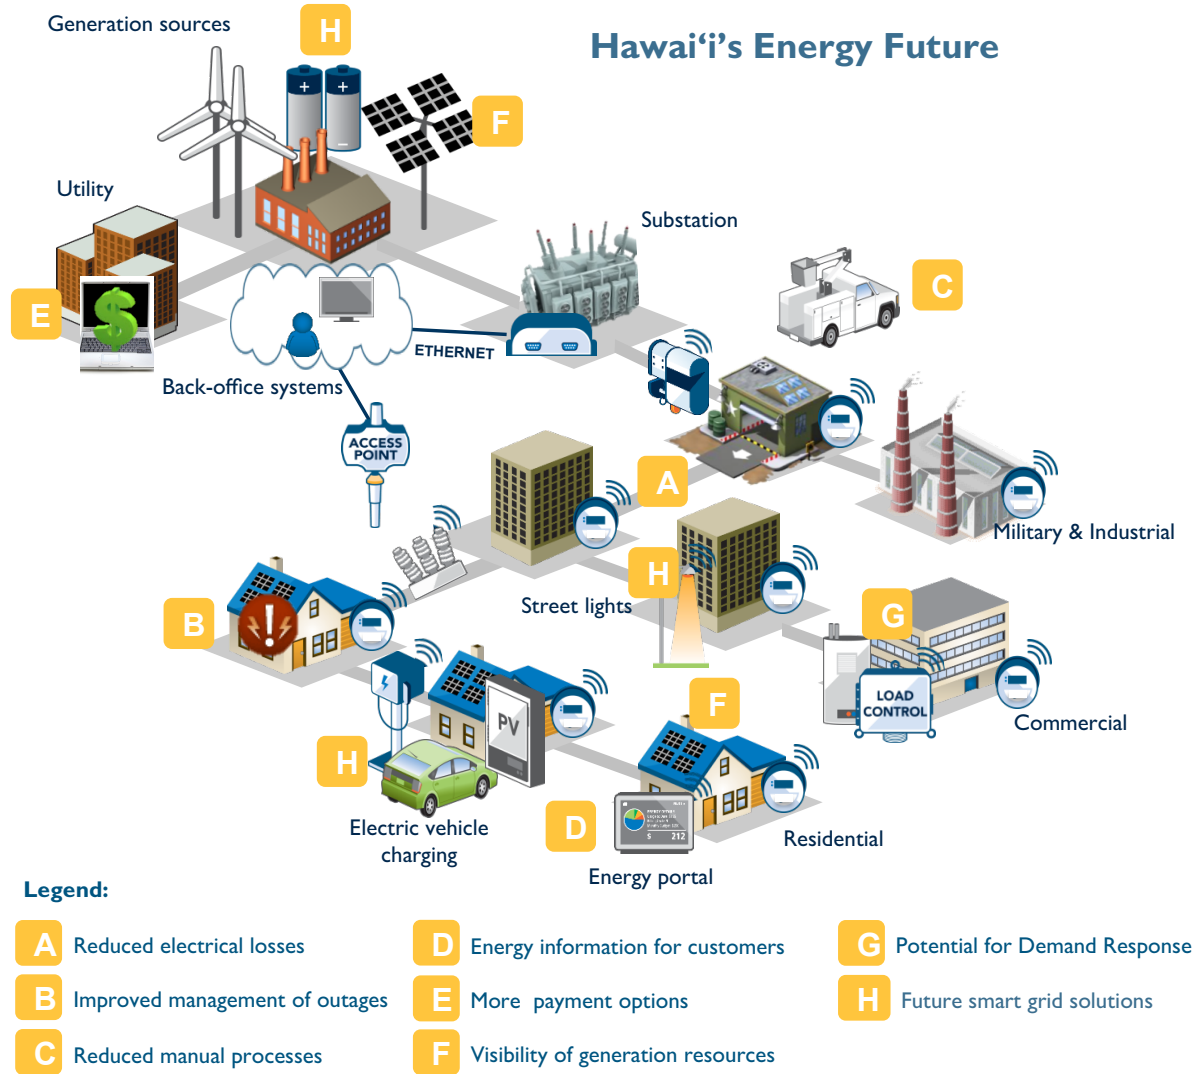 Generation sources
H
Hawai‘i’s Energy Future
F
Utility
Substation
E
$
C
ETHERNET
Back-office systems
ACCESS
POINT
A
Military & Industrial
H
Street lights
B
G
LOAD
CONTROL
Commercial
PV
F
H
D
$ 212
Electric vehicle
charging
Residential
Energy portal
Legend:
A Reduced electrical losses
B Improved management of outages
C Reduced manual processes
D Energy information for customers
E More payment options
F Visibility of generation resources
G Potential for Demand Response
H Future smart grid solutions